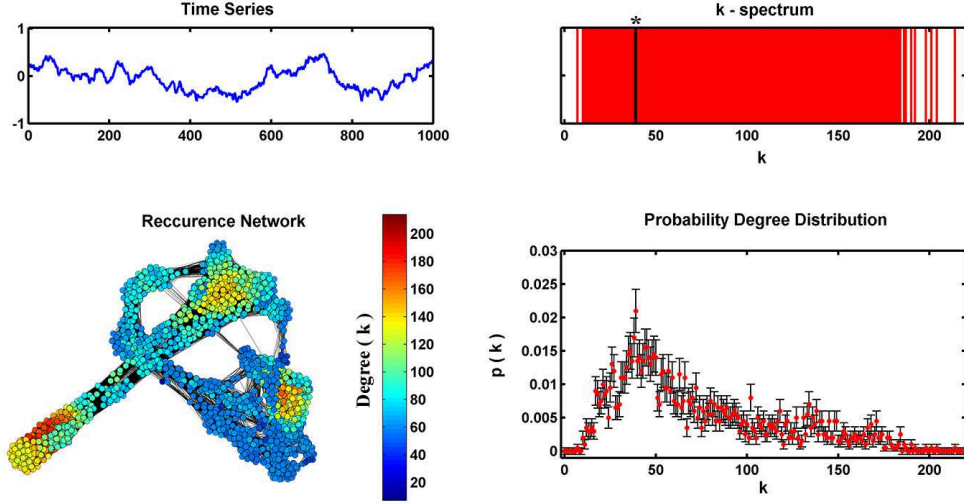 Time Series
1
0
-1
0 200 400 600 800 1000
k - spectrum
*
0 50 100 150 200
k
Reccurence Network
200
180
160
140
120
100
80
60
40
20
Degree ( k )
Probability Degree Distribution
0.03
0.025
0.02
0.015
0.01
0.005
0
p ( k )
0 50 100 150 200
k